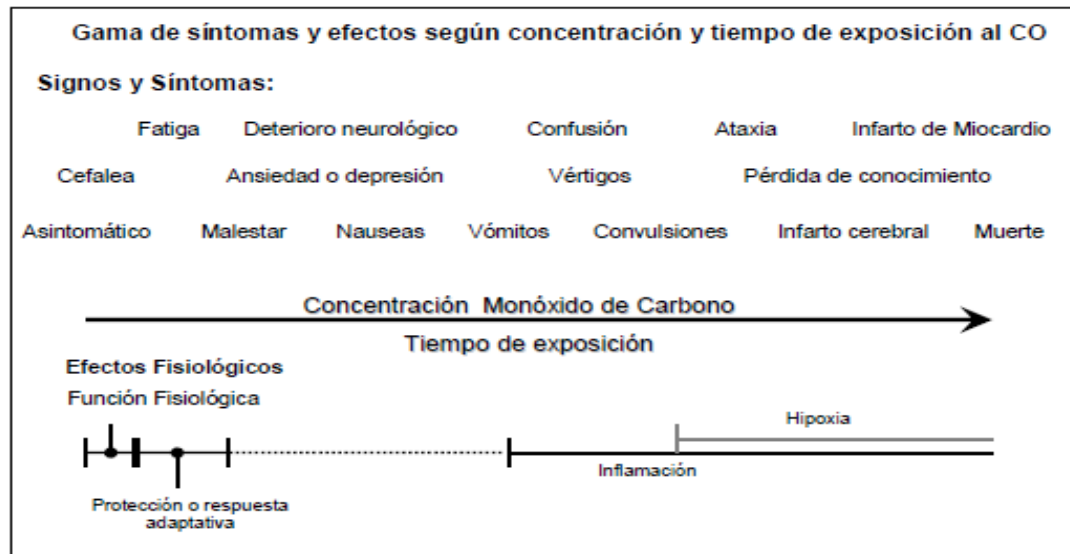 Gama de síntomas y efectos según concentración y tiempo de exposición al CO
Signos y Síntomas:
Fatiga Deterioro neurológico Confusión Ataxia Infarto de Miocardio
Cefalea Ansiedad o depresión Vértigos Pérdida de conocimiento
Asintomático Malestar Nauseas Vómitos Convulsiones Infarto cerebral Muerte
Concentración Monóxido de Carbono
Tiempo de exposición
Efectos Fisiológicos
Función Fisiológica
Hipoxia
Inflamación
Protección o respuesta
adaptativa